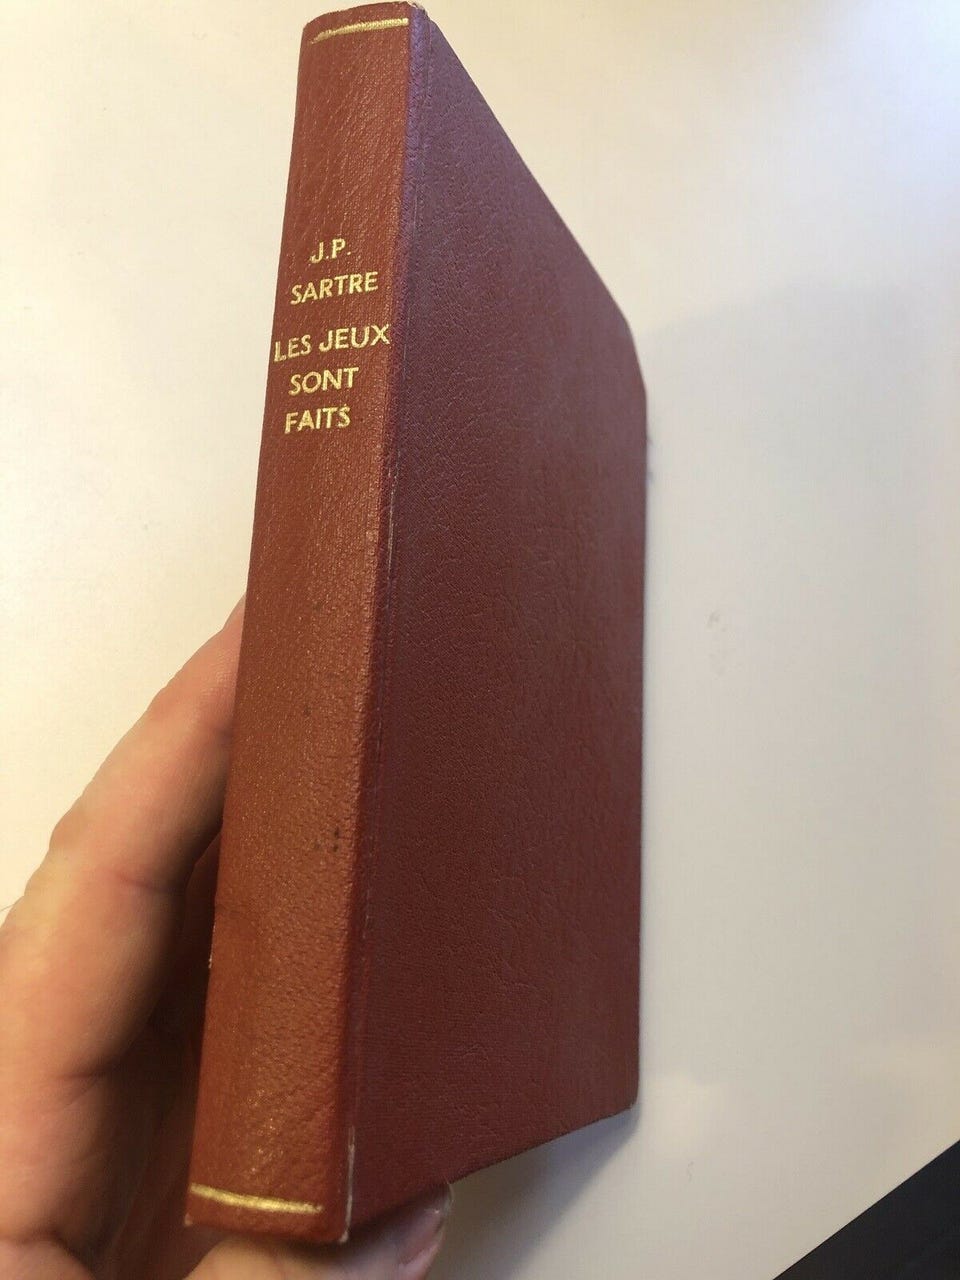 J.P.
SARTRE
LES JEUX
SONT
FAITS